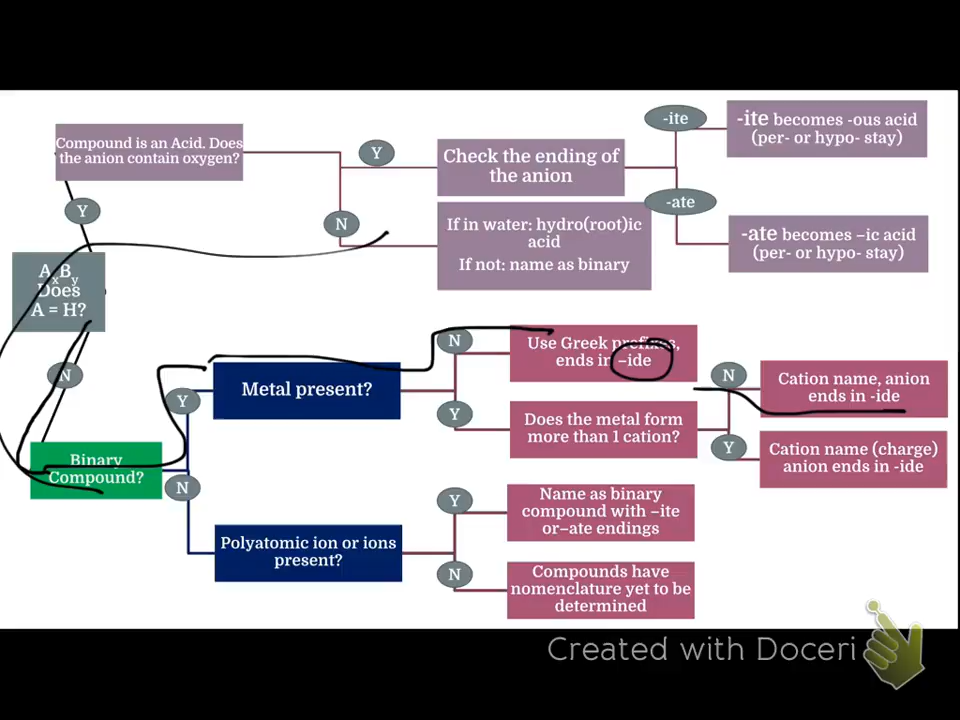 Compound is an Acid. Does
the anion contain oxygen?
Y
N
Check the ending of
the anion
-ite
-ate
-ite becomes -ous acid
(per- or hypo- stay)
-ate becomes –ic acid
(per- or hypo- stay)
If in water: hydro(root)ic
acid
If not: name as binary
Y
AxBy
Does
A = H?
N
Binary
Compound?
Y
N
Metal present?
N
Y
Use Greek prefixes,
ends in –ide
Does the metal form
more than 1 cation?
N
Y
Cation name, anion
ends in -ide
Cation name (charge)
anion ends in -ide
Polyatomic ion or ions
present?
Y
N
Name as binary
compound with –ite
or–ate endings
Compounds have
nomenclature yet to be
determined
Created with Doceri